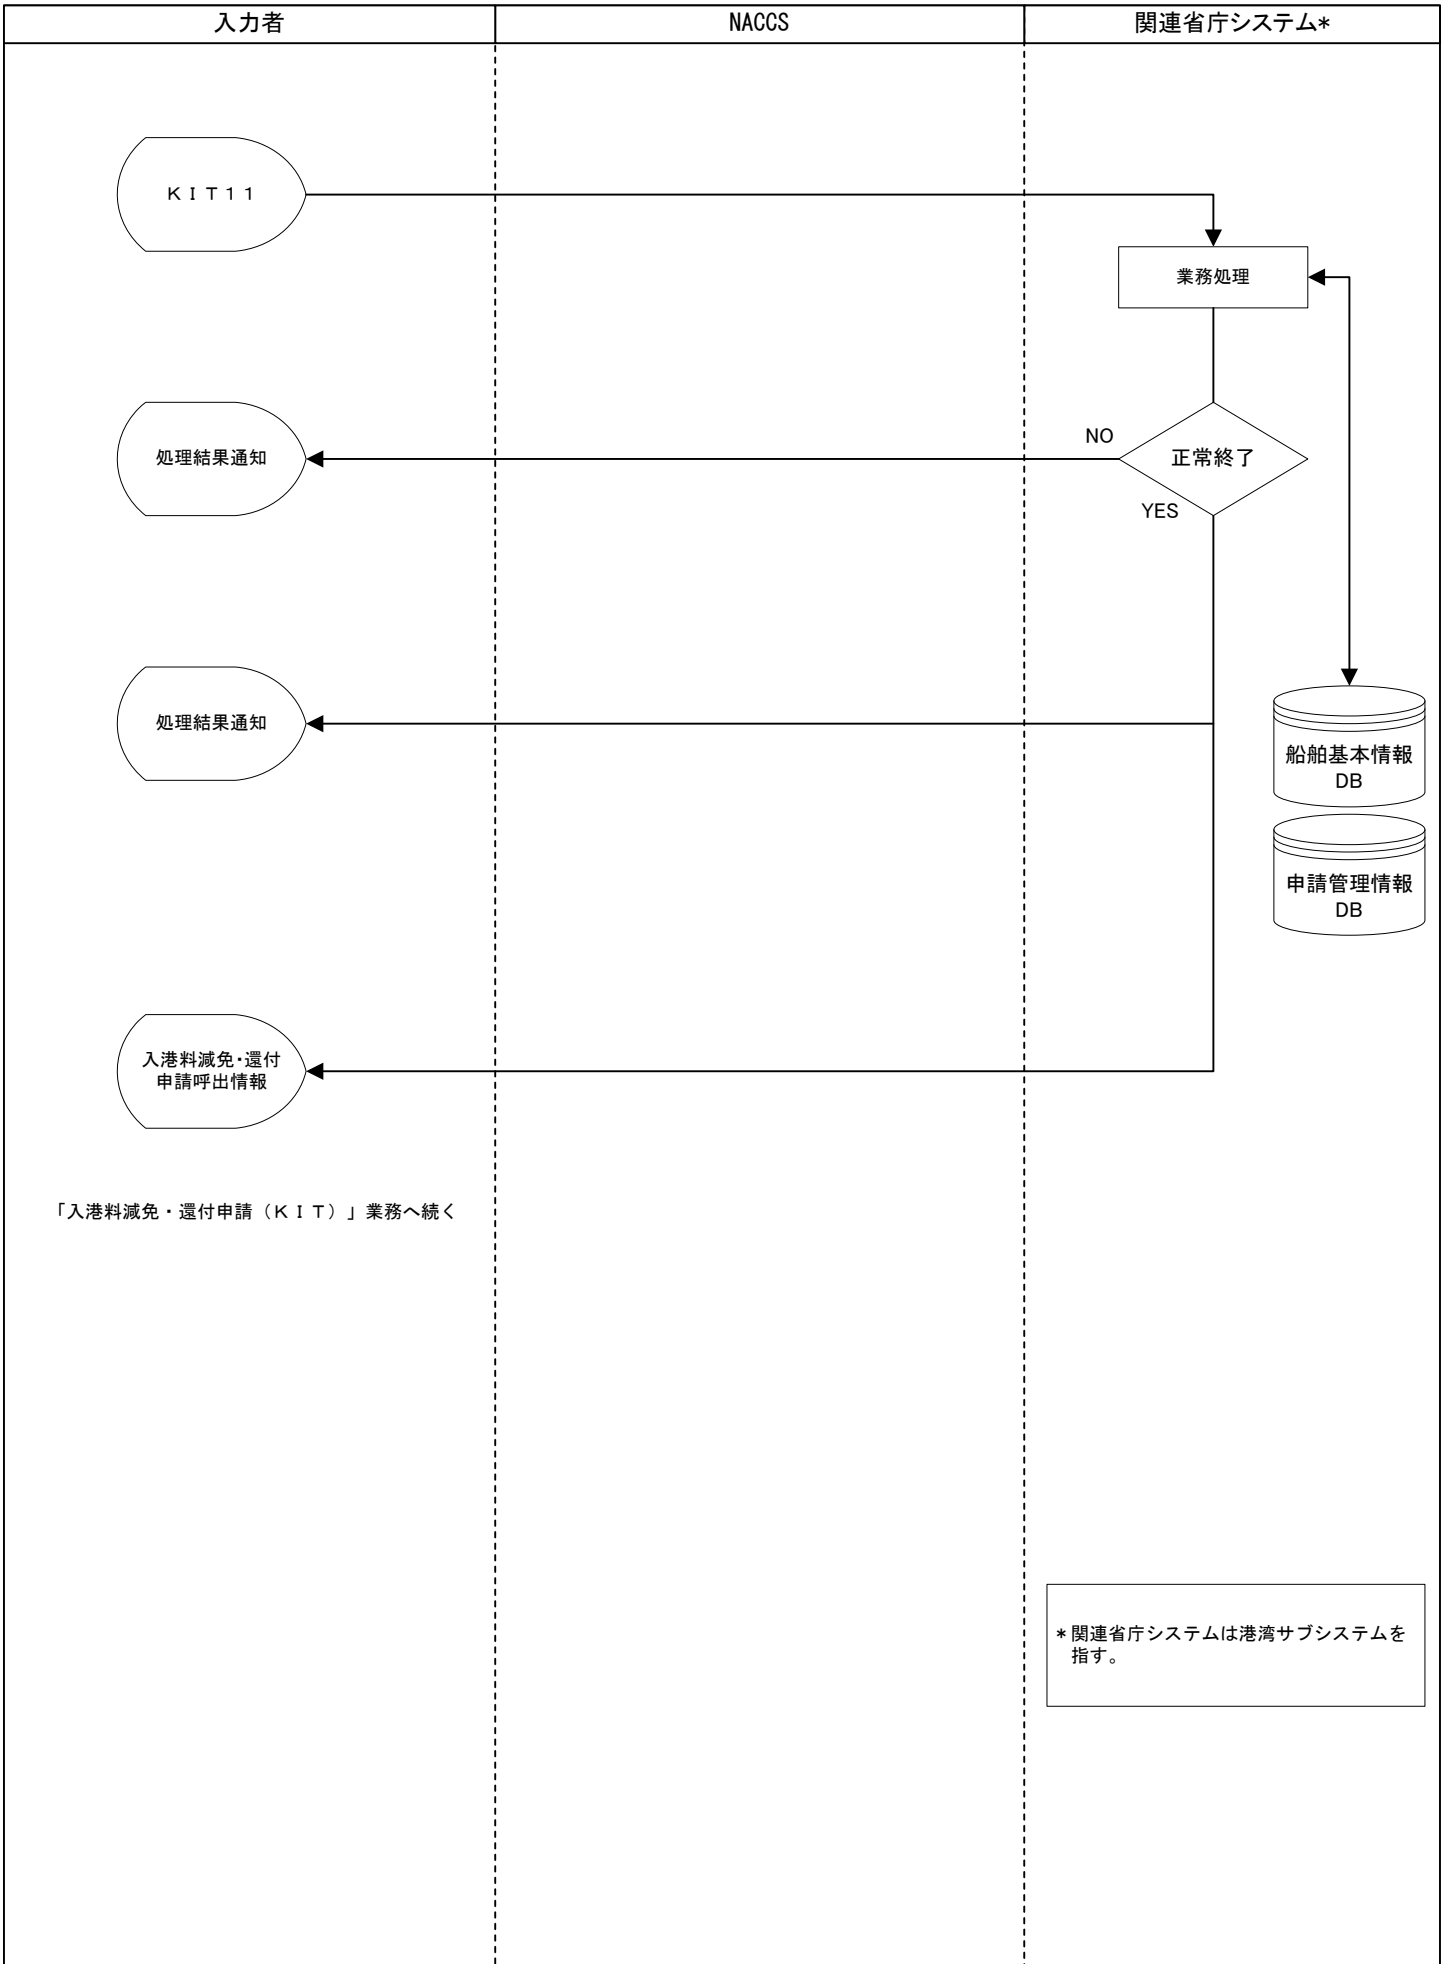 入力者
NACCS
関連省庁システム*
ＫＩＴ１１
業務処理
処理結果通知
NO
正常終了
YES
処理結果通知
船舶基本情報
DB
申請管理情報
DB
入港料減免・還付
申請呼出情報
「入港料減免・還付申請（ＫＩＴ）」業務へ続く
*関連省庁システムは港湾サブシステムを
指す。